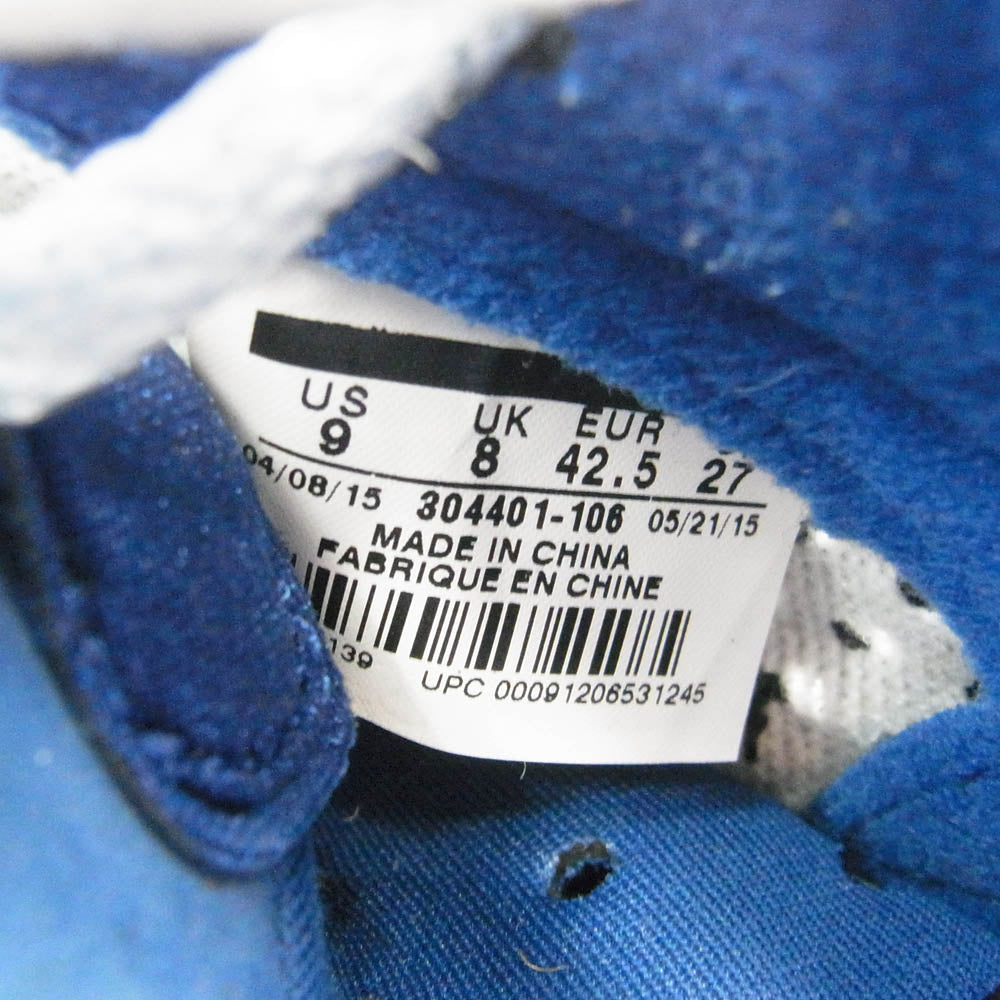 US UK EUR
9 8 42.5 27
04/08/15 304401-106 05/21/15
MADE IN CHINA
FABRIQUE EN CHINE
139
UPC 00091206531245